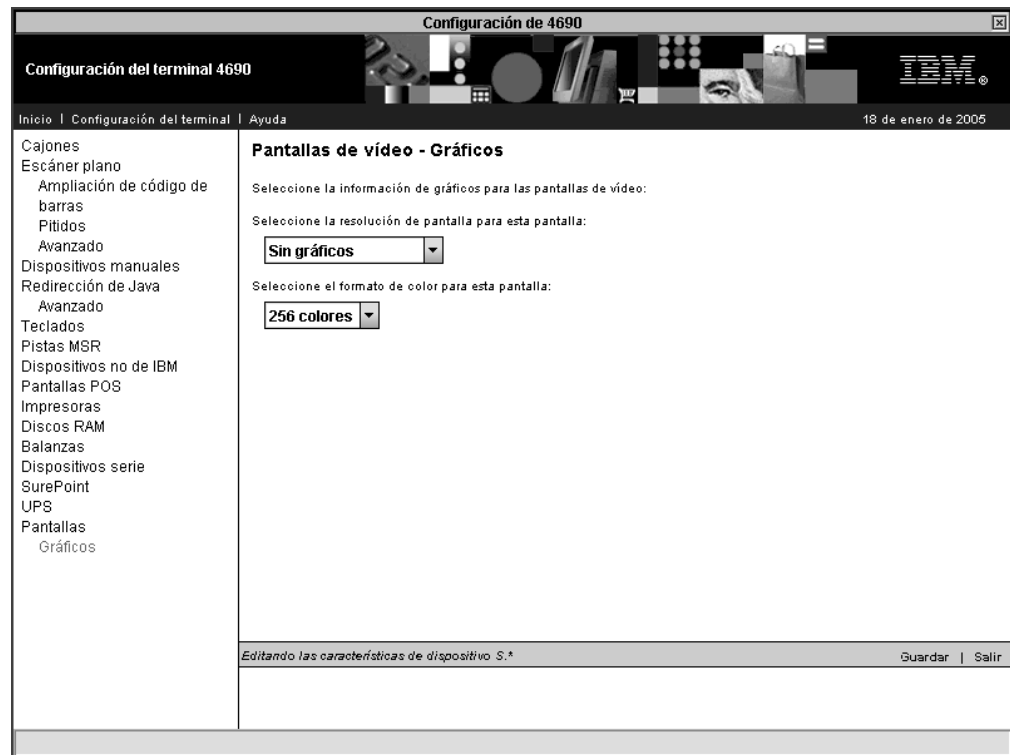 Configuración de 4690
Configuración del terminal 4690
IBM®
Inicio | Configuración del terminal | Ayuda
18 de enero de 2005
Cajones
Escáner plano
Ampliación de código de
barras
Pitidos
Avanzado
Dispositivos manuales
Redirección de Java
Avanzado
Teclados
Pistas MSR
Dispositivos no de IBM
Pantallas POS
Impresoras
Discos RAM
Balanzas
Dispositivos serie
SurePoint
UPS
Pantallas
Gráficos
Pantallas de vídeo - Gráficos
Seleccione la información de gráficos para las pantallas de vídeo:
Seleccione la resolución de pantalla para esta pantalla:
Sin gráficos
Seleccione el formato de color para esta pantalla:
256 colores
Editando las características de dispositivo S.*
Guardar | Salir